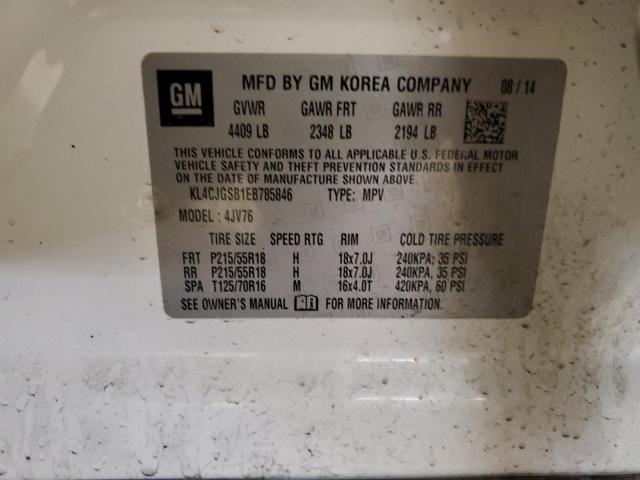 GM MFD BY GM KOREA COMPANY 08/14
GVWR GAWR FRT GAWR RR
4409 LB 2348 LB 2194 LB
THIS VEHICLE CONFORMS TO ALL APPLICABLE U.S. FEDERAL MOTOR
VEHICLE SAFETY AND THEFT PREVENTION STANDARDS IN EFFECT
ON THE DATE OF MANUFACTURE SHOWN ABOVE.
KL4CJGSB1EB785846 TYPE: MPV
MODEL: 4JV76
TIRE SIZE SPEED RTG RIM COLD TIRE PRESSURE
FRT P215/55R18 H 18x7.0J 240KPA, 35 PSI
RR P215/55R18 H 18x7.0J 240KPA, 35 PSI
SPA T125/70R16 M 16x4.0T 420KPA, 60 PSI
SEE OWNER'S MANUAL FOR MORE INFORMATION.